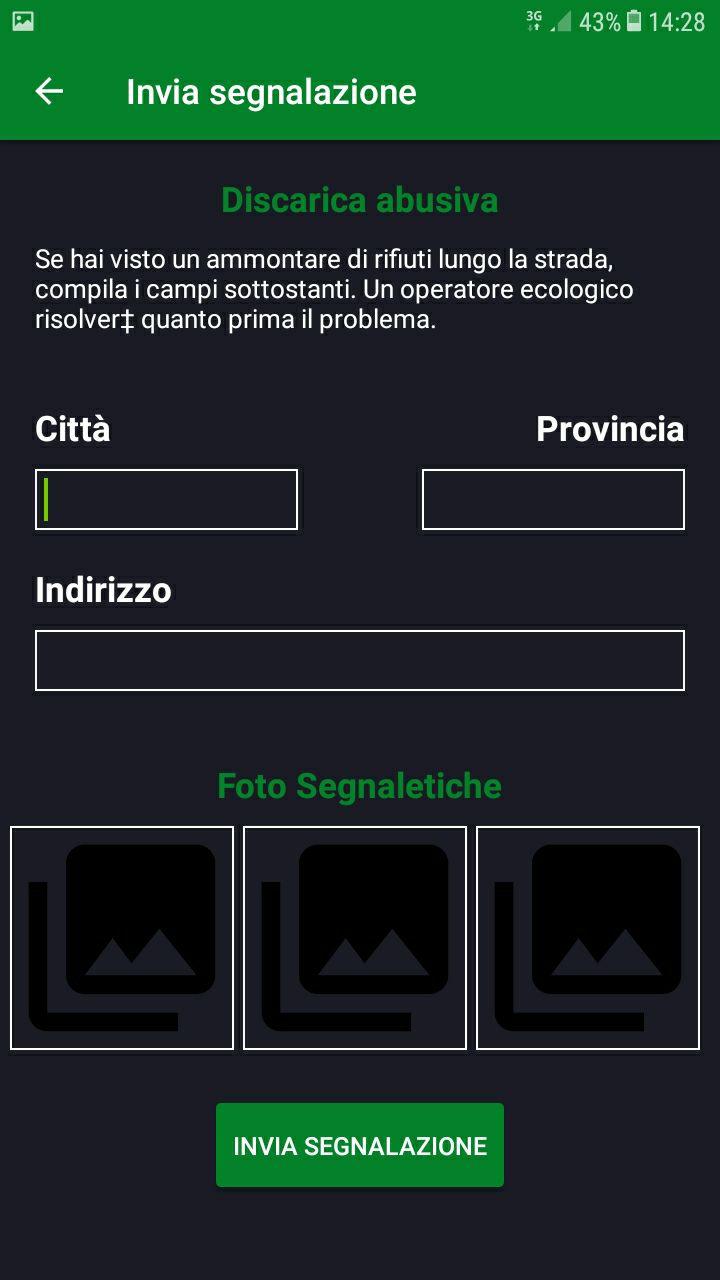 3G 43% 14:28
Invia segnalazione
Discarica abusiva
Se hai visto un ammontare di rifiuti lungo la strada,
compila i campi sottostanti. Un operatore ecologico
risolver‡ quanto prima il problema.
Città Provincia
Indirizzo
Foto Segnaletiche
INVIA SEGNALAZIONE